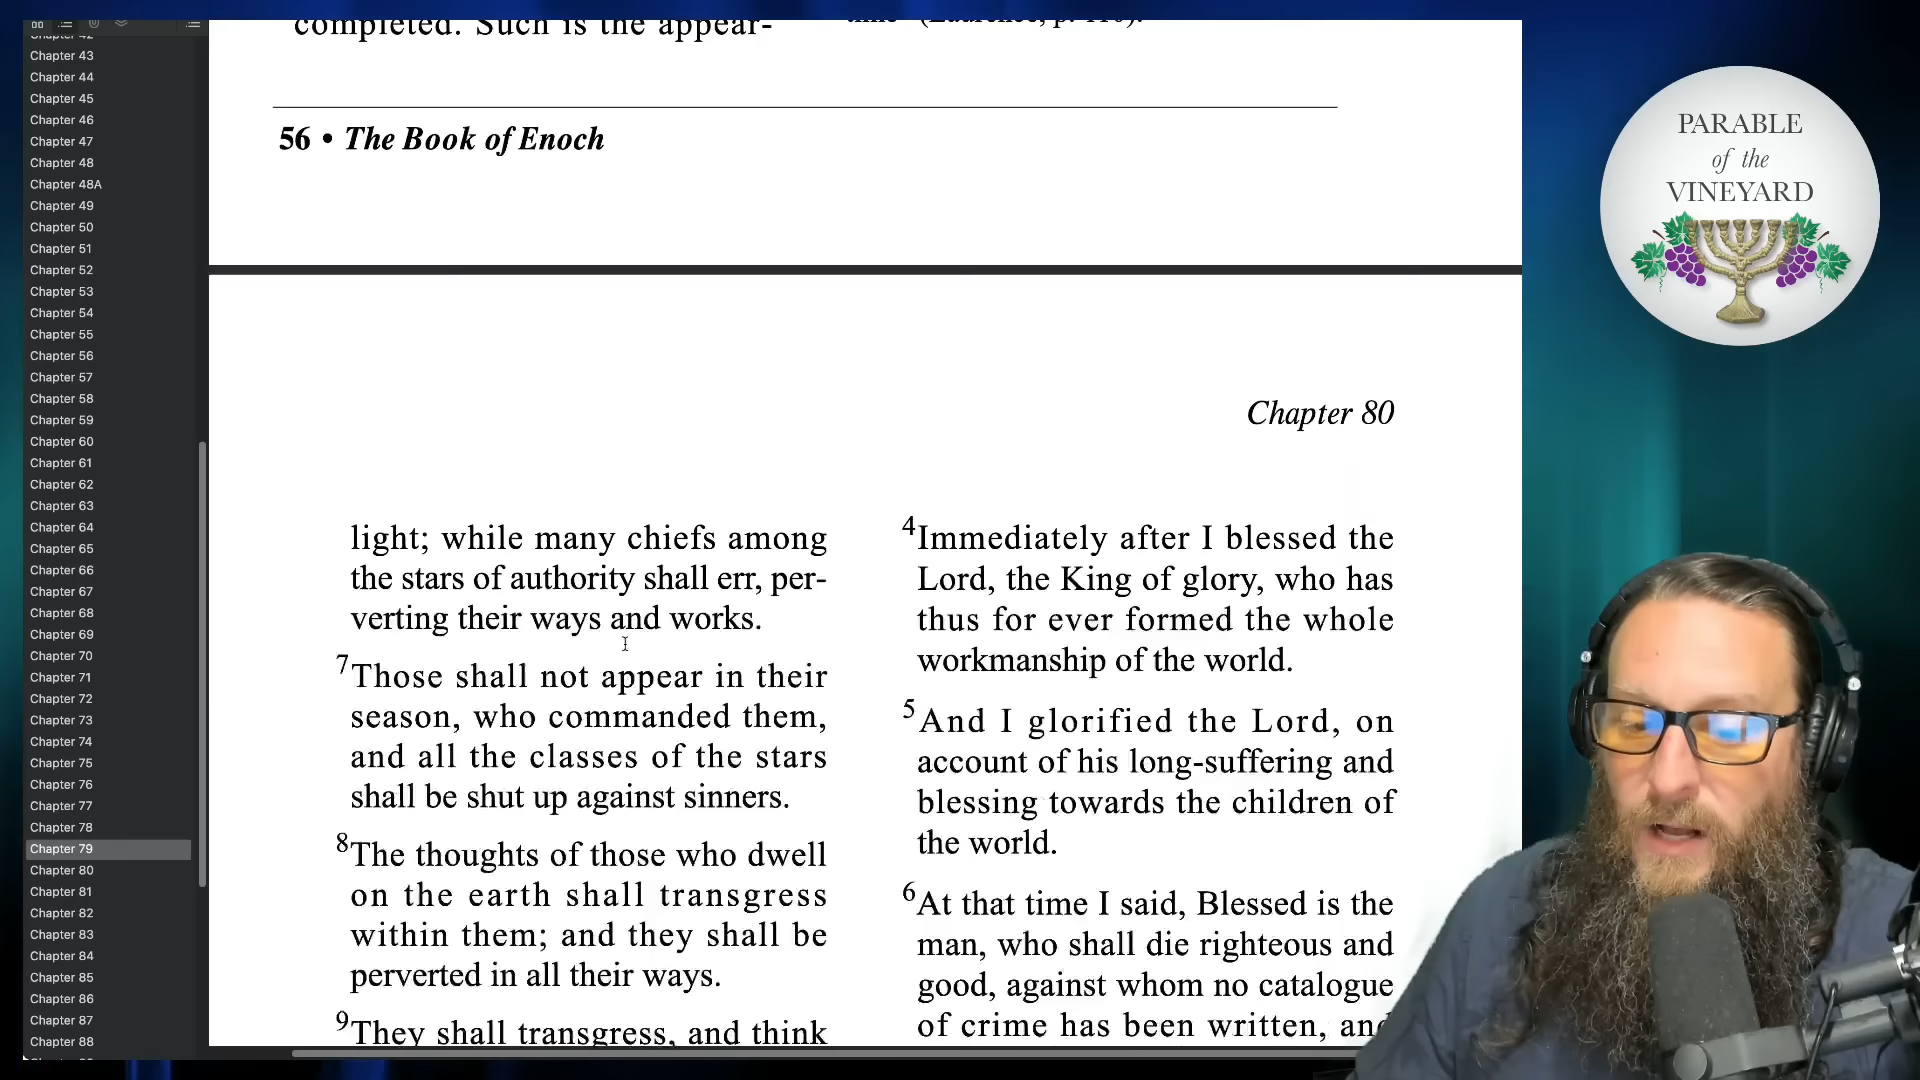 Chapter 42
Chapter 43
Chapter 44
Chapter 45
Chapter 46
Chapter 47
Chapter 48
Chapter 48A
Chapter 49
Chapter 50
Chapter 51
Chapter 52
Chapter 53
Chapter 54
Chapter 55
Chapter 56
Chapter 57
Chapter 58
Chapter 59
Chapter 60
Chapter 61
Chapter 62
Chapter 63
Chapter 64
Chapter 65
Chapter 66
Chapter 67
Chapter 68
Chapter 69
Chapter 70
Chapter 71
Chapter 72
Chapter 73
Chapter 74
Chapter 75
Chapter 76
Chapter 77
Chapter 78
Chapter 79
Chapter 80
Chapter 81
Chapter 82
Chapter 83
Chapter 84
Chapter 85
Chapter 86
Chapter 87
Chapter 88
completed. Such is the appear-
time (Laurence, p. 110).
56 • The Book of Enoch
Chapter 80
light; while many chiefs among
the stars of authority shall err, per-
verting their ways and works.
7Those shall not appear in their
season, who commanded them,
and all the classes of the stars
shall be shut up against sinners.
8The thoughts of those who dwell
on the earth shall transgress
within them; and they shall be
perverted in all their ways.
9They shall transgress, and think
4Immediately after I blessed the
Lord, the King of glory, who has
thus for ever formed the whole
workmanship of the world.
5And I glorified the Lord, on
account of his long-suffering and
blessing towards the children of
the world.
6At that time I said, Blessed is the
man, who shall die righteous and
good, against whom no catalogue
of crime has been written, and
PARABLE
of the
VINEYARD